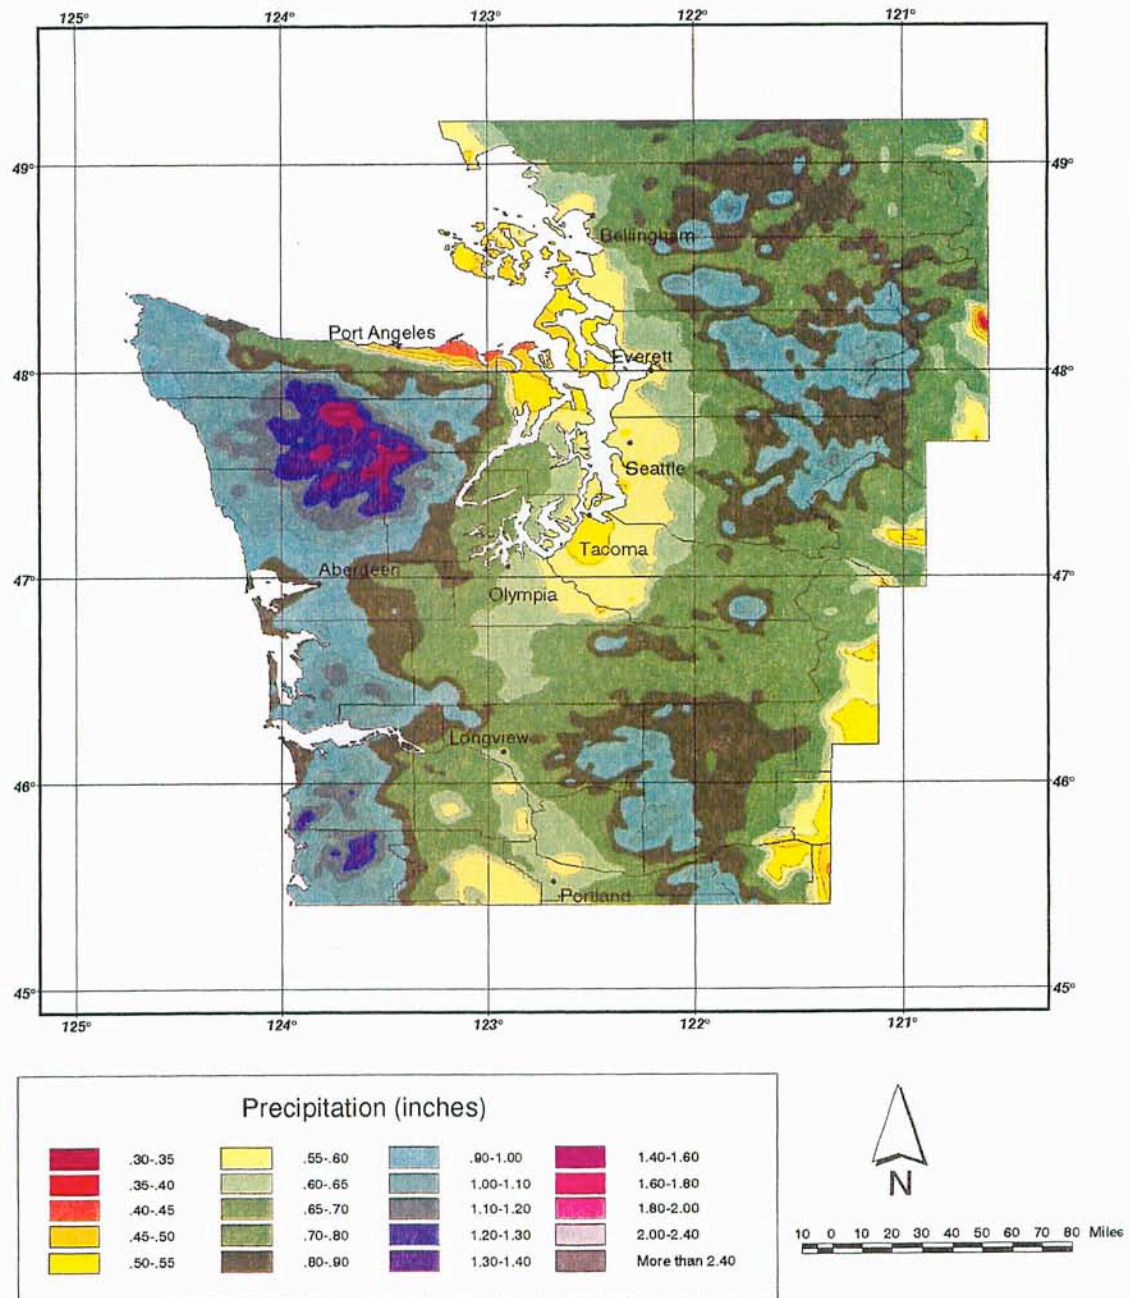 125° 124° 123° 122° 121°
49° 49°
Bellingham
Port Angeles
Everett
48° 48°
Seattle
Tacoma
47° Aberdeen 47°
Olympia
Longview
46° 46°
Portland
45° 45°
125° 124° 123° 122° 121°
Precipitation (inches)
.30-.35 .55-.60 .90-1.00 1.40-1.60
.35-.40 .60-.65 1.00-1.10 1.60-1.80
.40-.45 .65-.70 1.10-1.20 1.80-2.00
.45-.50 .70-.80 1.20-1.30 2.00-2.40
.50-.55 .80-.90 1.30-1.40 More than 2.40
N
10 0 10 20 30 40 50 60 70 80 Miles